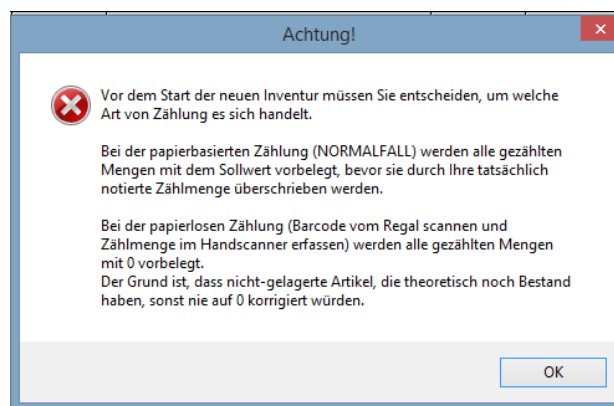 Achtung!
Vor dem Start der neuen Inventur müssen Sie entscheiden, um welche
Art von Zählung es sich handelt.
Bei der papierbasierten Zählung (NORMALFALL) werden alle gezählten
Mengen mit dem Sollwert vorbelegt, bevor sie durch Ihre tatsächlich
notierte Zählmenge überschrieben werden.
Bei der papierlosen Zählung (Barcode vom Regal scannen und
Zählmenge im Handscanner erfassen) werden alle gezählten Mengen
mit 0 vorbelegt.
Der Grund ist, dass nicht-gelagerte Artikel, die theoretisch noch Bestand
haben, sonst nie auf 0 korrigiert würden.
OK